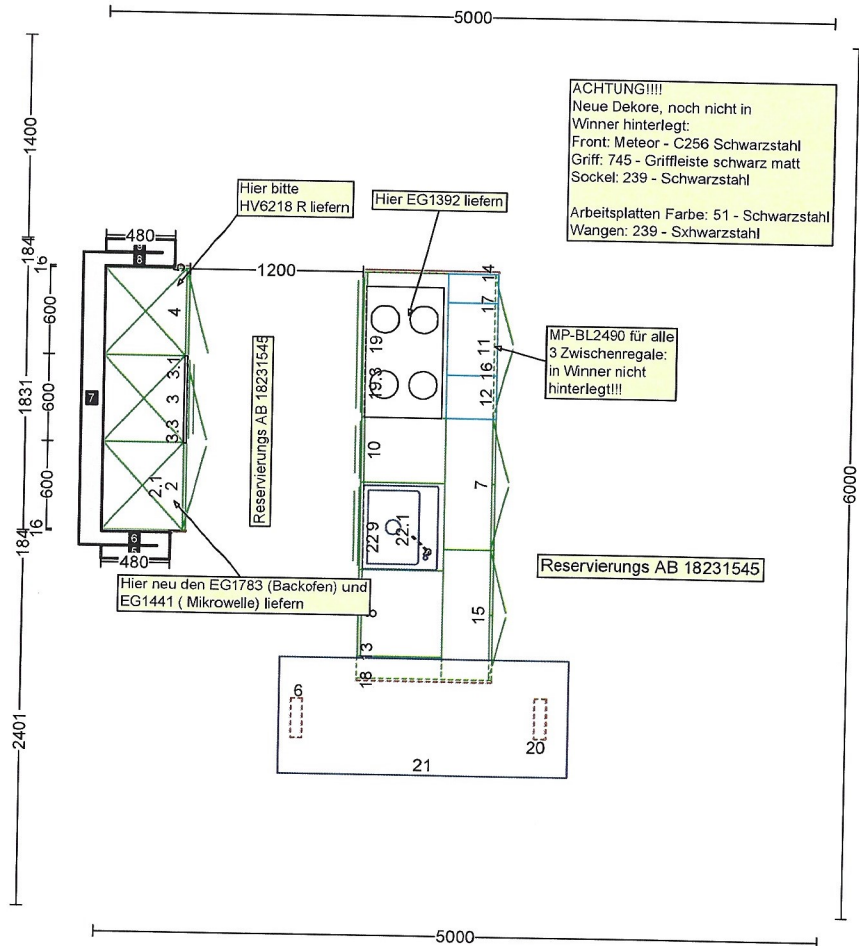 5000
1400
184
16
600
1831
600
600
16
184
2401
6000
5000
ACHTUNG!!!!
Neue Dekore, noch nicht in
Winner hinterlegt:
Front: Meteor - C256 Schwarzstahl
Griff: 745 - Griffleiste schwarz matt
Sockel: 239 - Schwarzstahl
Arbeitsplatten Farbe: 51 - Schwarzstahl
Wangen: 239 - Sxhwarzstahl
Hier bitte
HV6218 R liefern
Hier EG1392 liefern
480
8
5
1200
4
3.1
3
3.3
2.1
2
7
6
480
Reservierungs AB 18231545
14
17
11
16
12
19
19.3
10
7
22.9
22.1
15
13
18
MP-BL2490 für alle
3 Zwischenregale:
in Winner nicht
hinterlegt!!!
Reservierungs AB 18231545
Hier neu den EG1783 (Backofen) und
EG1441 ( Mikrowelle) liefern
6
20
21